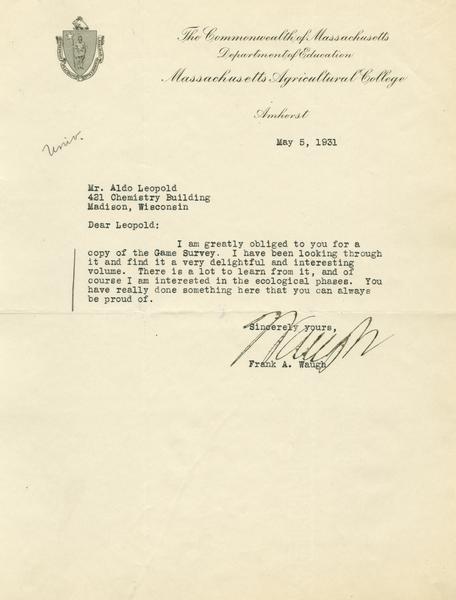 The Commonwealth of Massachusetts
Department of Education
Massachusetts Agricultural College
Amherst
May 5, 1931
Univ.
Mr. Aldo Leopold
421 Chemistry Building
Madison, Wisconsin
Dear Leopold:
I am greatly obliged to you for a
copy of the Game Survey. I have been looking through
it and find it a very delightful and interesting
volume. There is a lot to learn from it, and of
course I am interested in the ecological phases. You
have really done something here that you can always
be proud of.
Sincerely yours,
Waugh
Frank A. Waugh